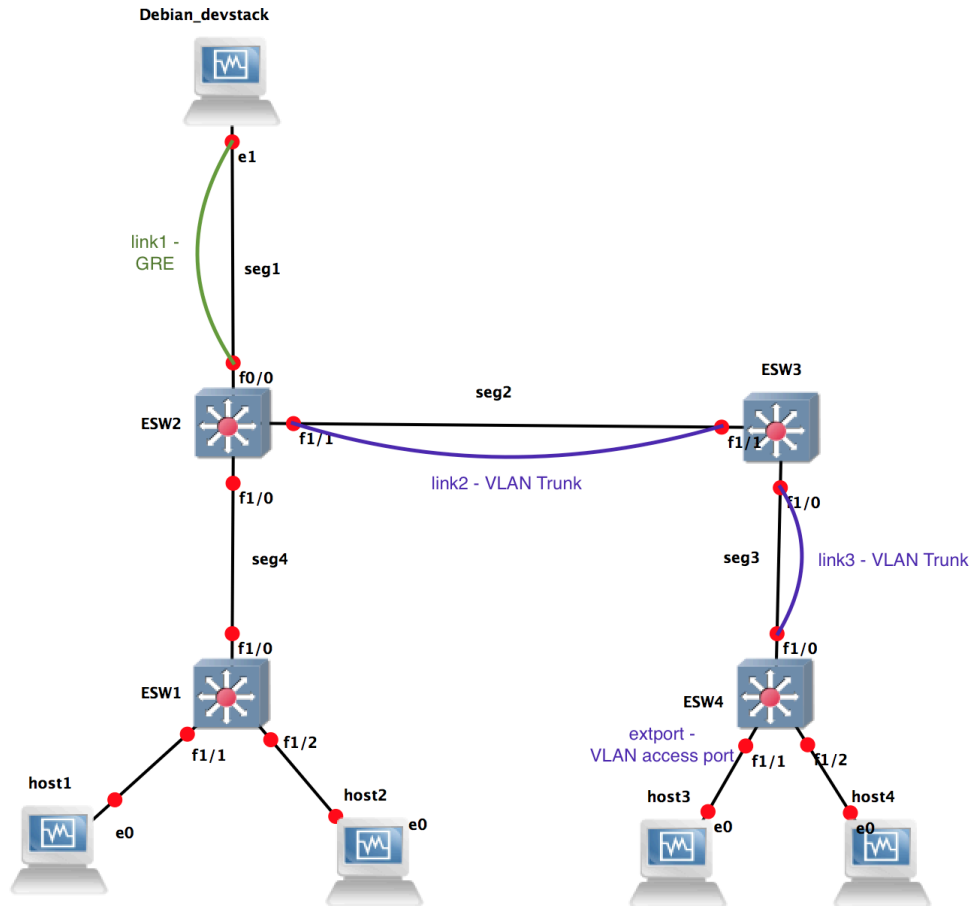 Debian_devstack
e1
link1 -
GRE
seg1
f0/0
ESW2
f1/1
seg2
ESW3
f1/1
link2 - VLAN Trunk
f1/0
f1/0
seg4
seg3
link3 - VLAN Trunk
f1/0
f1/0
ESW1
ESW4
f1/1
f1/2
extport -
VLAN access port
f1/1
f1/2
host1
e0
host2
e0
host3
e0
host4
e0